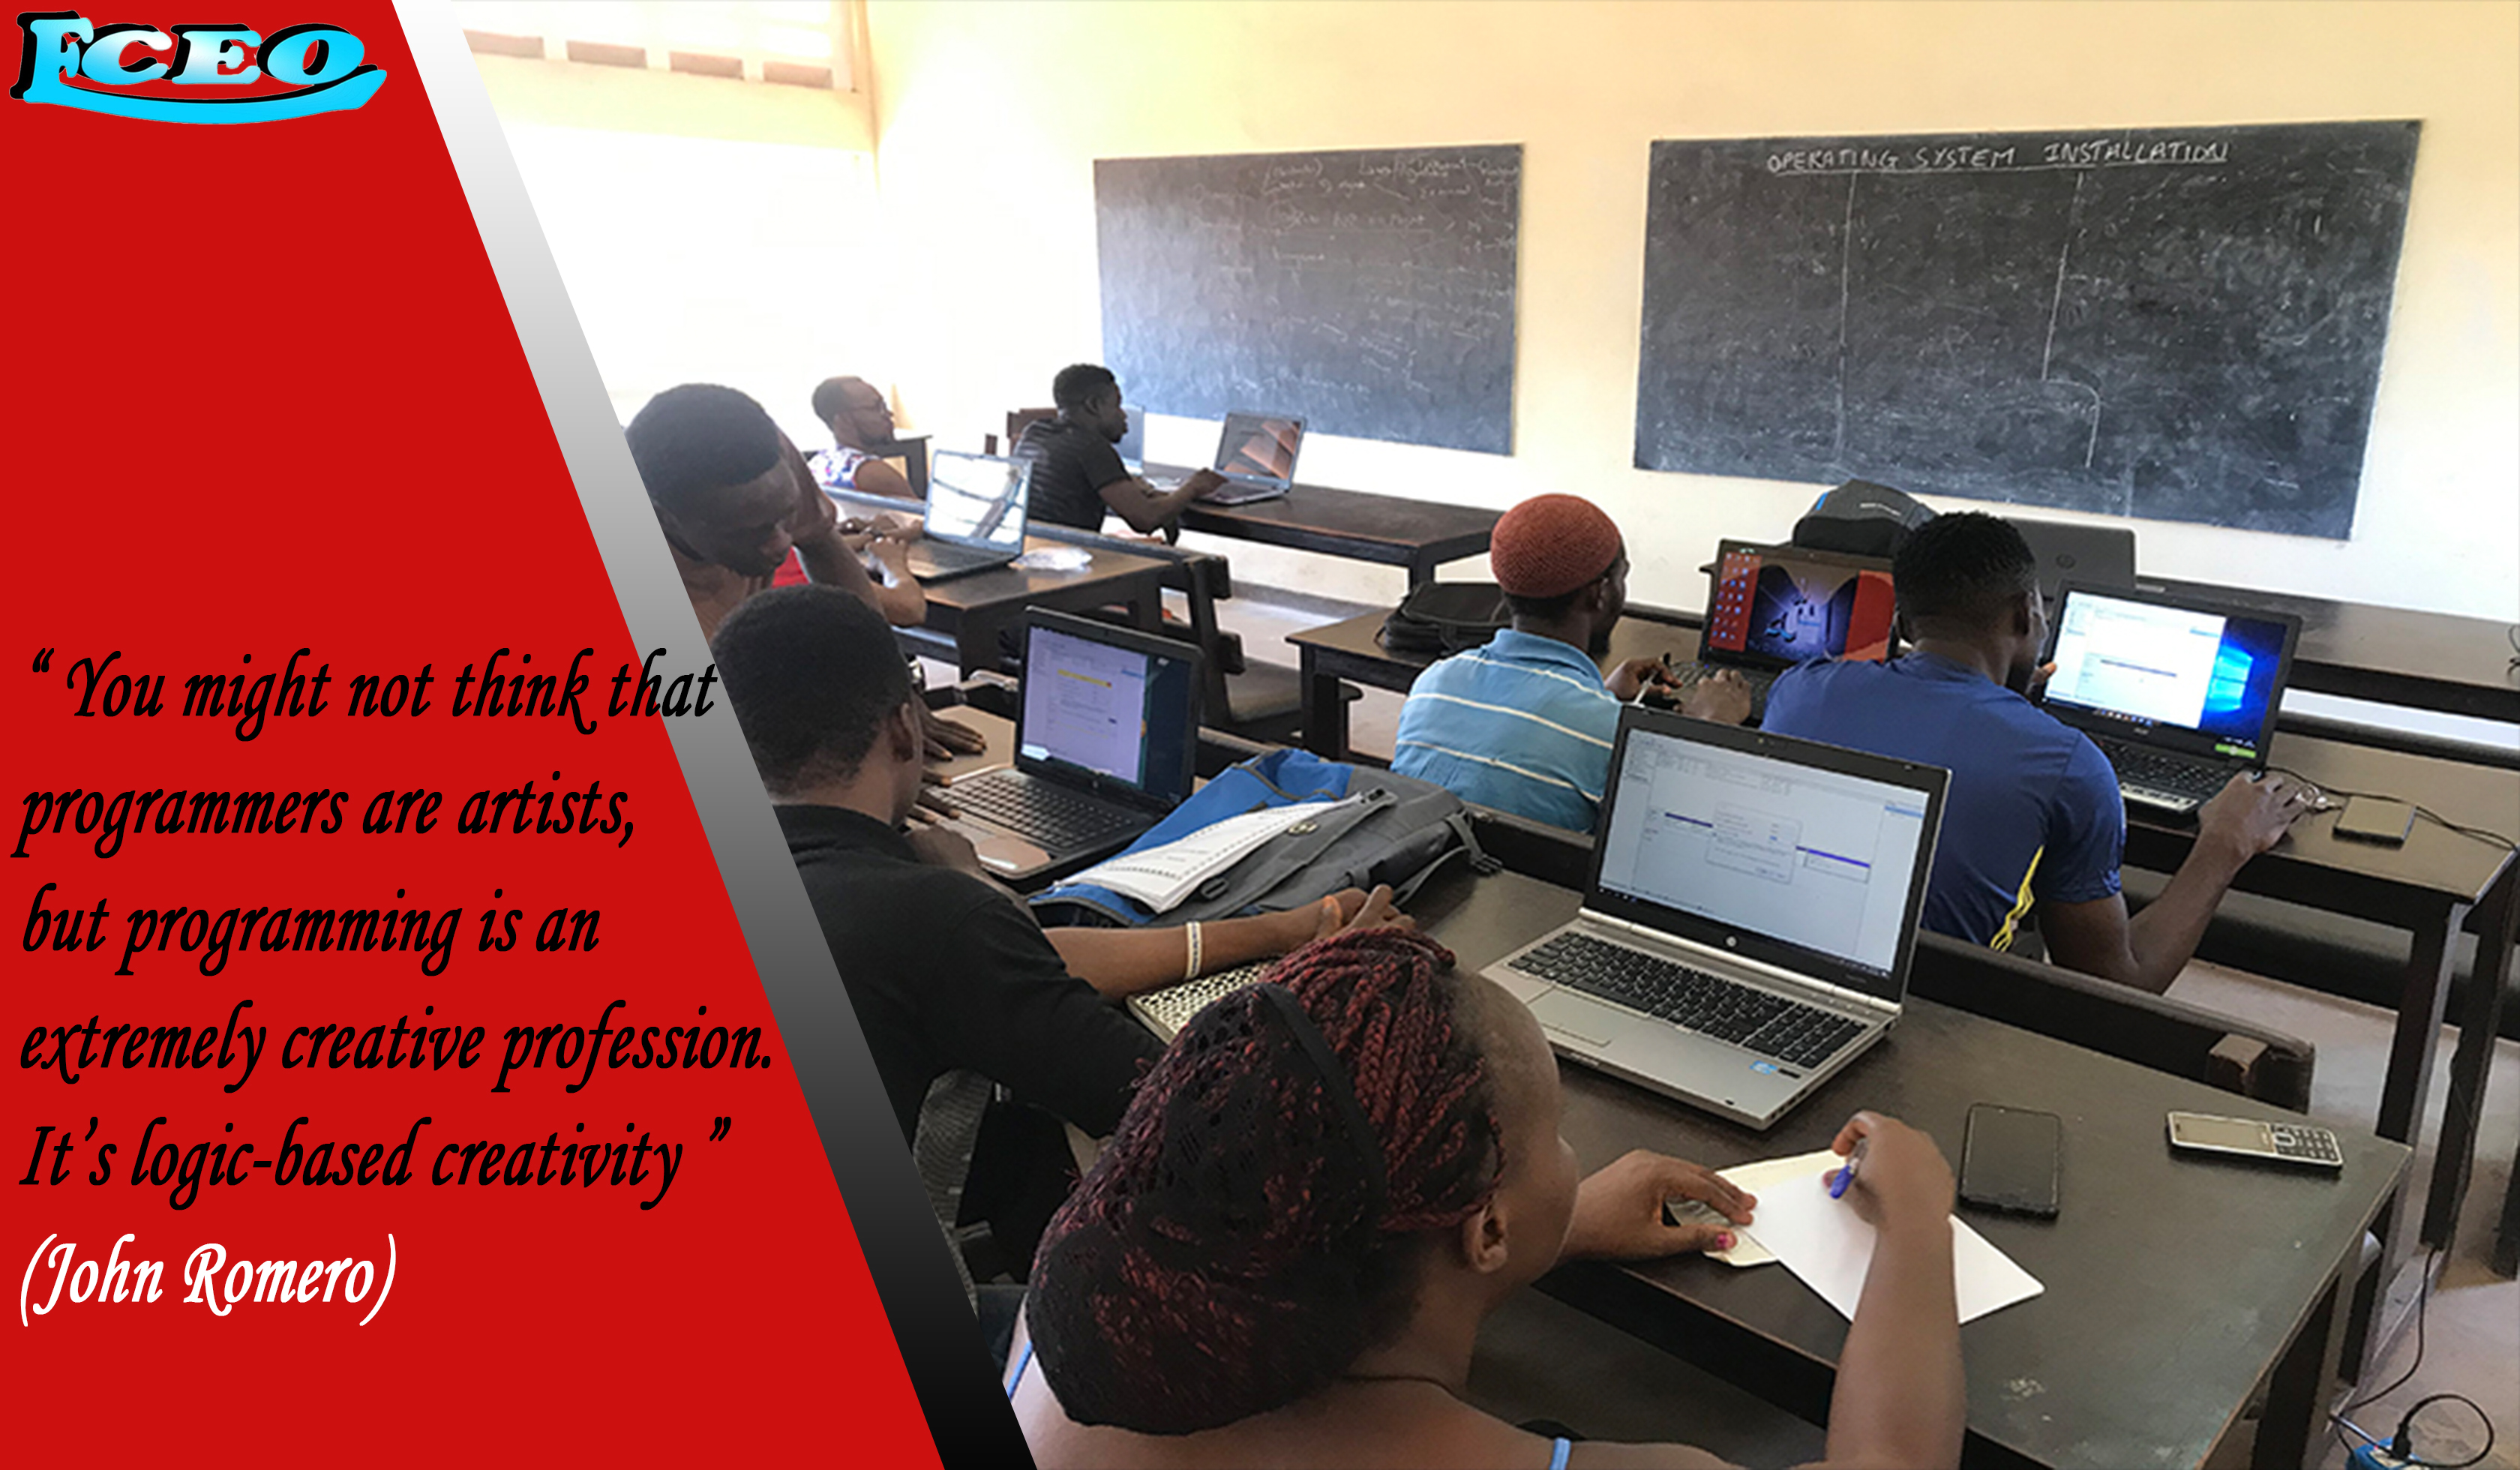 FCEO
OPERATING SYSTEM INSTALLATION
“ You might not think that
programmers are artists,
but programming is an
extremely creative profession.
It’s logic-based creativity ”
(John Romero)